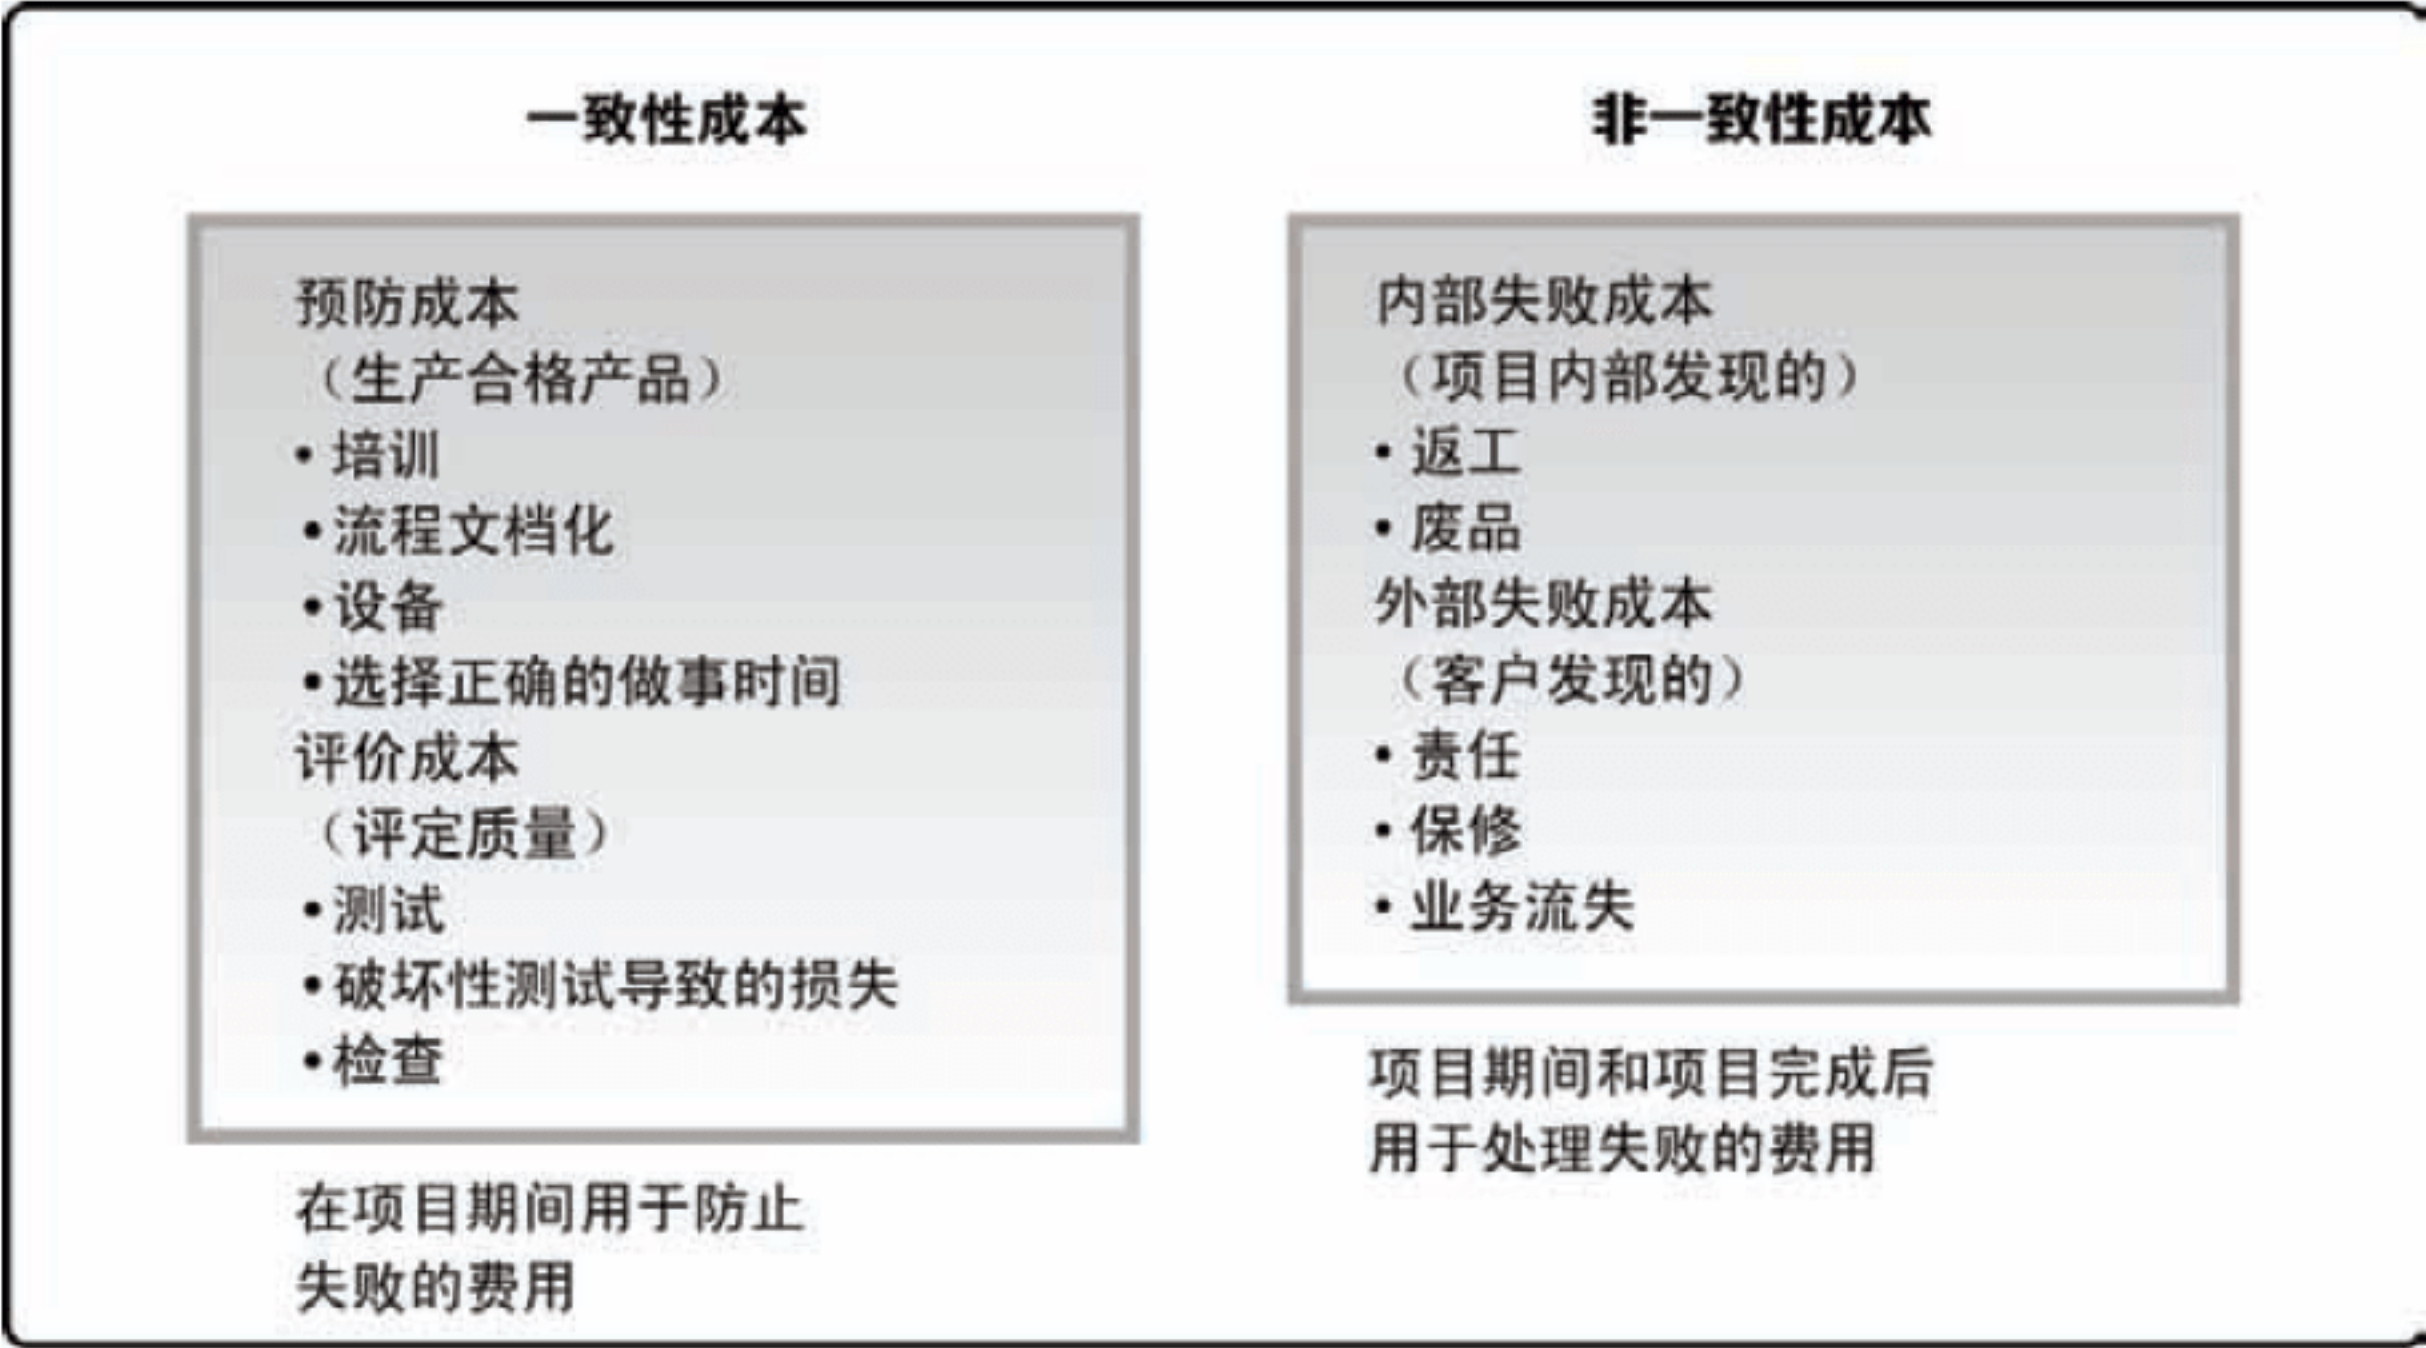 一致性成本
预防成本
（生产合格产品）
•培训
•流程文档化
•设备
•选择正确的做事时间
评价成本
（评定质量）
•测试
•破坏性测试导致的损失
•检查
在项目期间用于防止
失败的费用
非一致性成本
内部失败成本
（项目内部发现的）
•返工
•废品
外部失败成本
（客户发现的）
•责任
•保修
•业务流失
项目期间和项目完成后
用于处理失败的费用